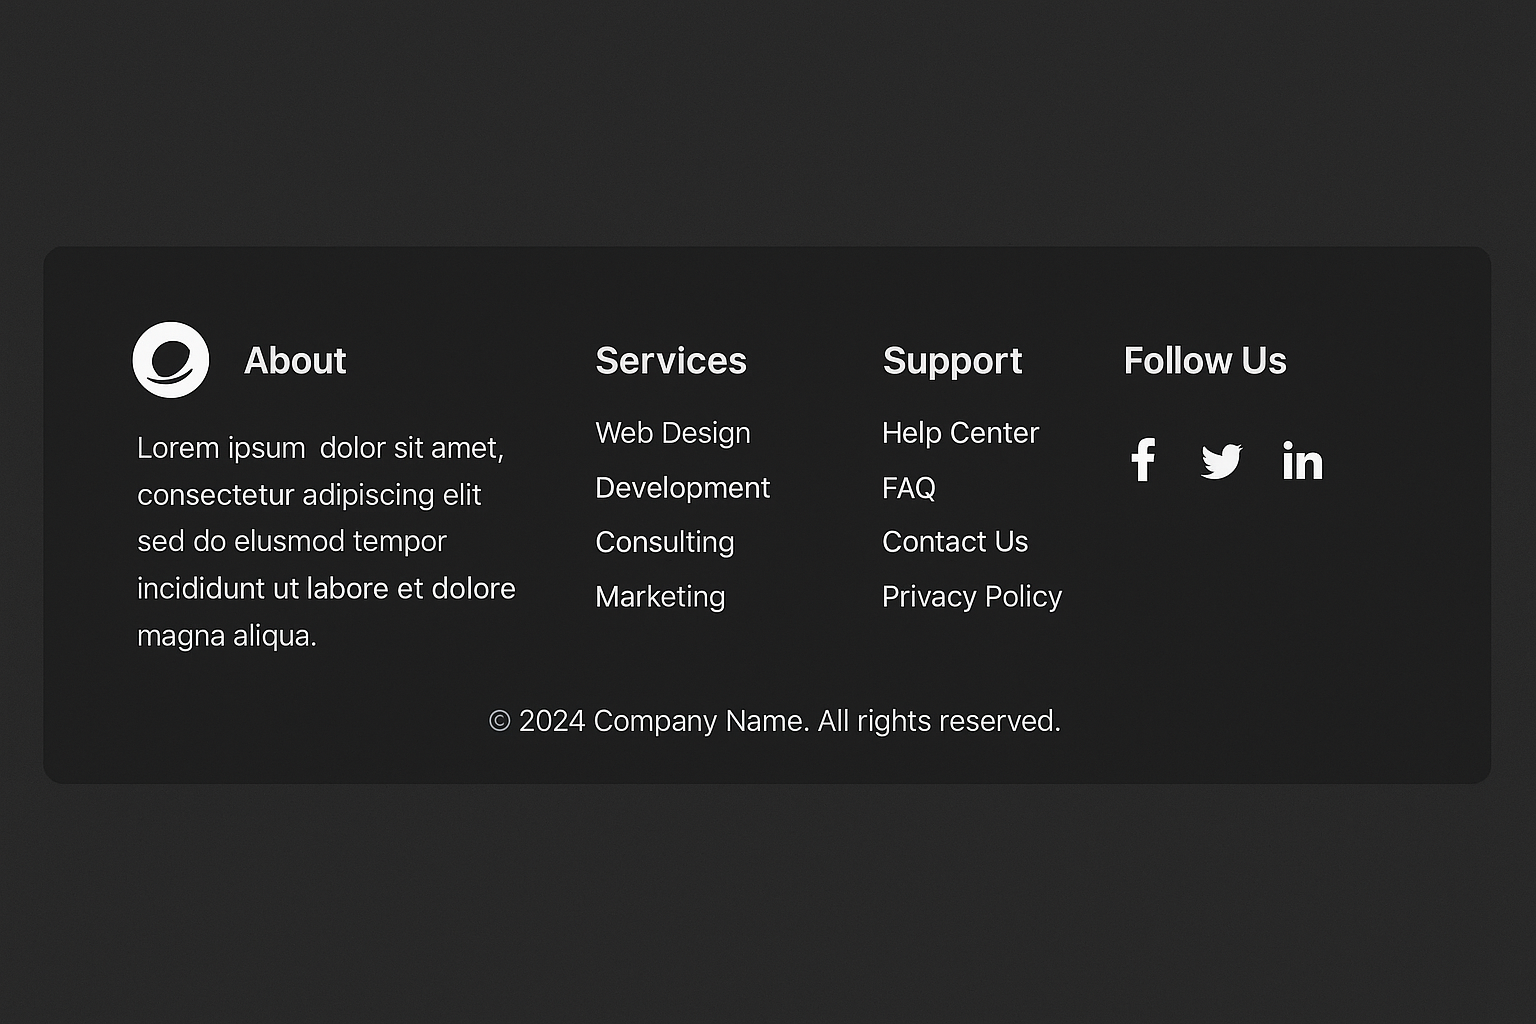 About
Lorem ipsum dolor sit amet,
consectetur adipiscing elit
sed do elusmod tempor
incididunt ut labore et dolore
magna aliqua.
Services
Web Design
Development
Consulting
Marketing
Support
Help Center
FAQ
Contact Us
Privacy Policy
Follow Us
f
in
© 2024 Company Name. All rights reserved.